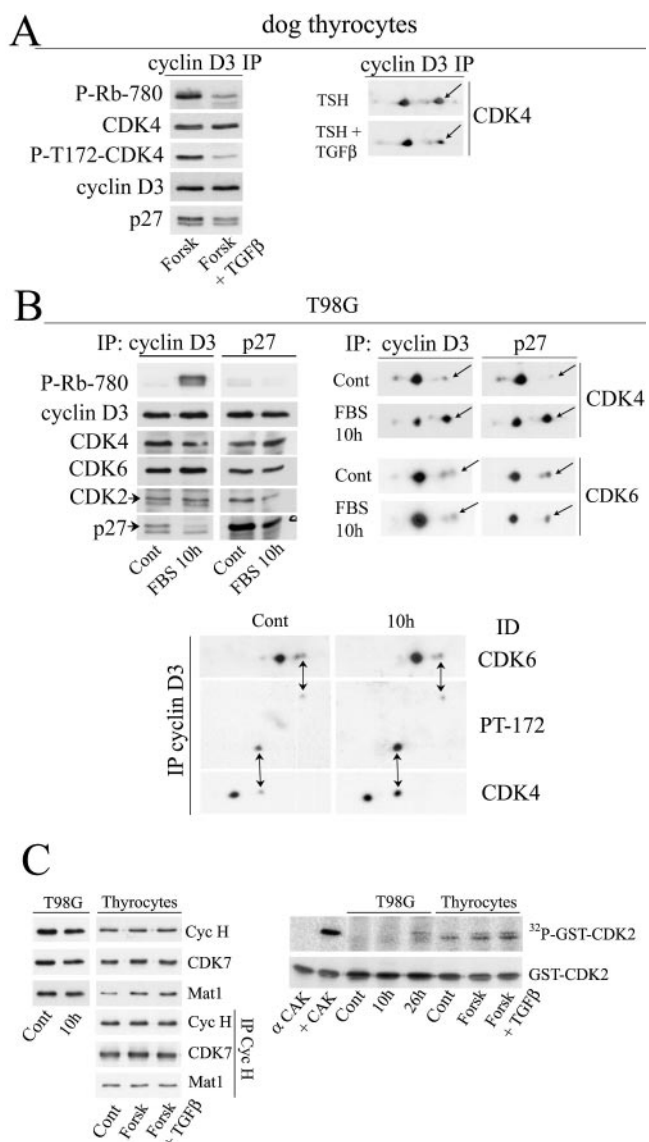 A
dog thyrocytes
cyclin D3 IP
P-Rb-780
CDK4
P-T172-CDK4
cyclin D3
p27
Forsk
Forsk
+ TGFβ
cyclin D3 IP
TSH
TSH +
TGFβ
CDK4
B
T98G
IP: cyclin D3 p27
P-Rb-780
cyclin D3
CDK4
CDK6
CDK2
p27
Cont
FBS 10h
Cont
FBS 10h
IP: cyclin D3 p27
Cont
FBS
10h
CDK4
Cont
FBS
10h
CDK6
Cont 10h ID
IP cyclin D3
CDK6
PT-172
CDK4
C
T98G Thyrocytes
Cyc H
CDK7
Mat1
Cont
10h
Cyc H
CDK7
Mat1
IP Cyc H
Cont
Forsk
Forsk
+ TGFβ
T98G Thyrocytes
32P-GST-CDK2
GST-CDK2
α CAK
+ CAK
Cont
10h
26h
Cont
Forsk
Forsk
+ TGFβ